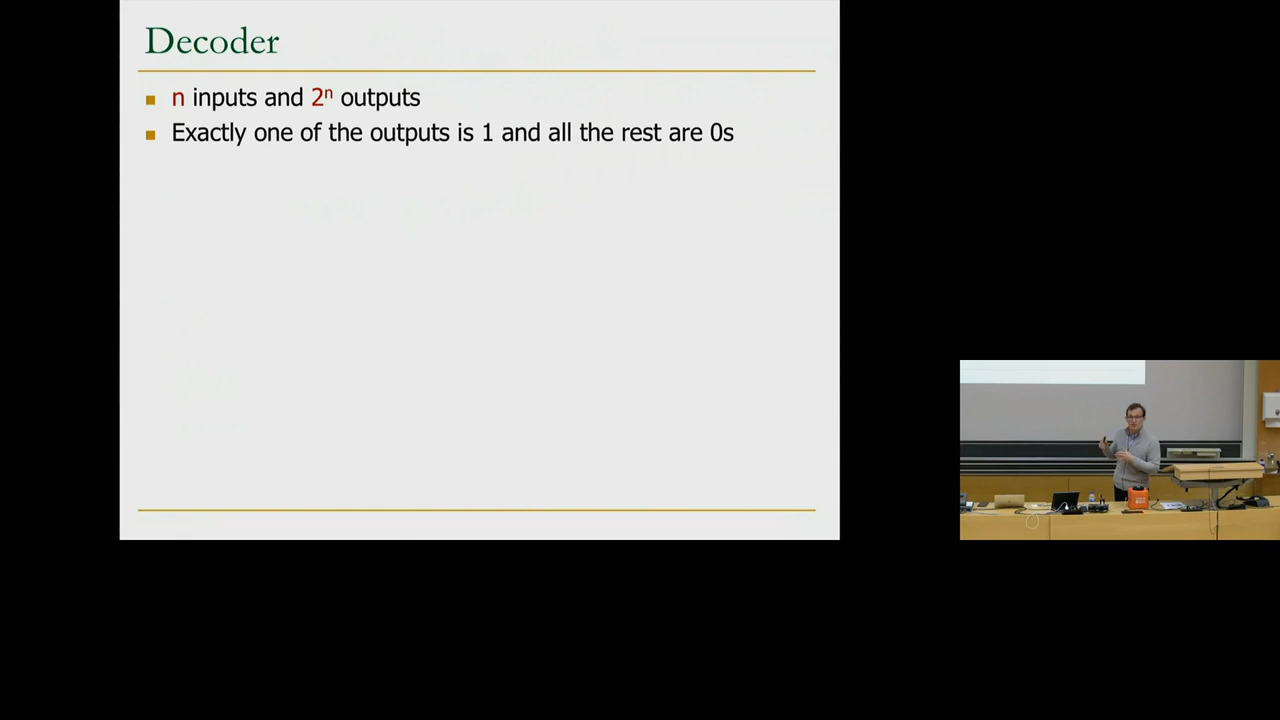 Decoder
n inputs and 2ⁿ outputs
Exactly one of the outputs is 1 and all the rest are 0s